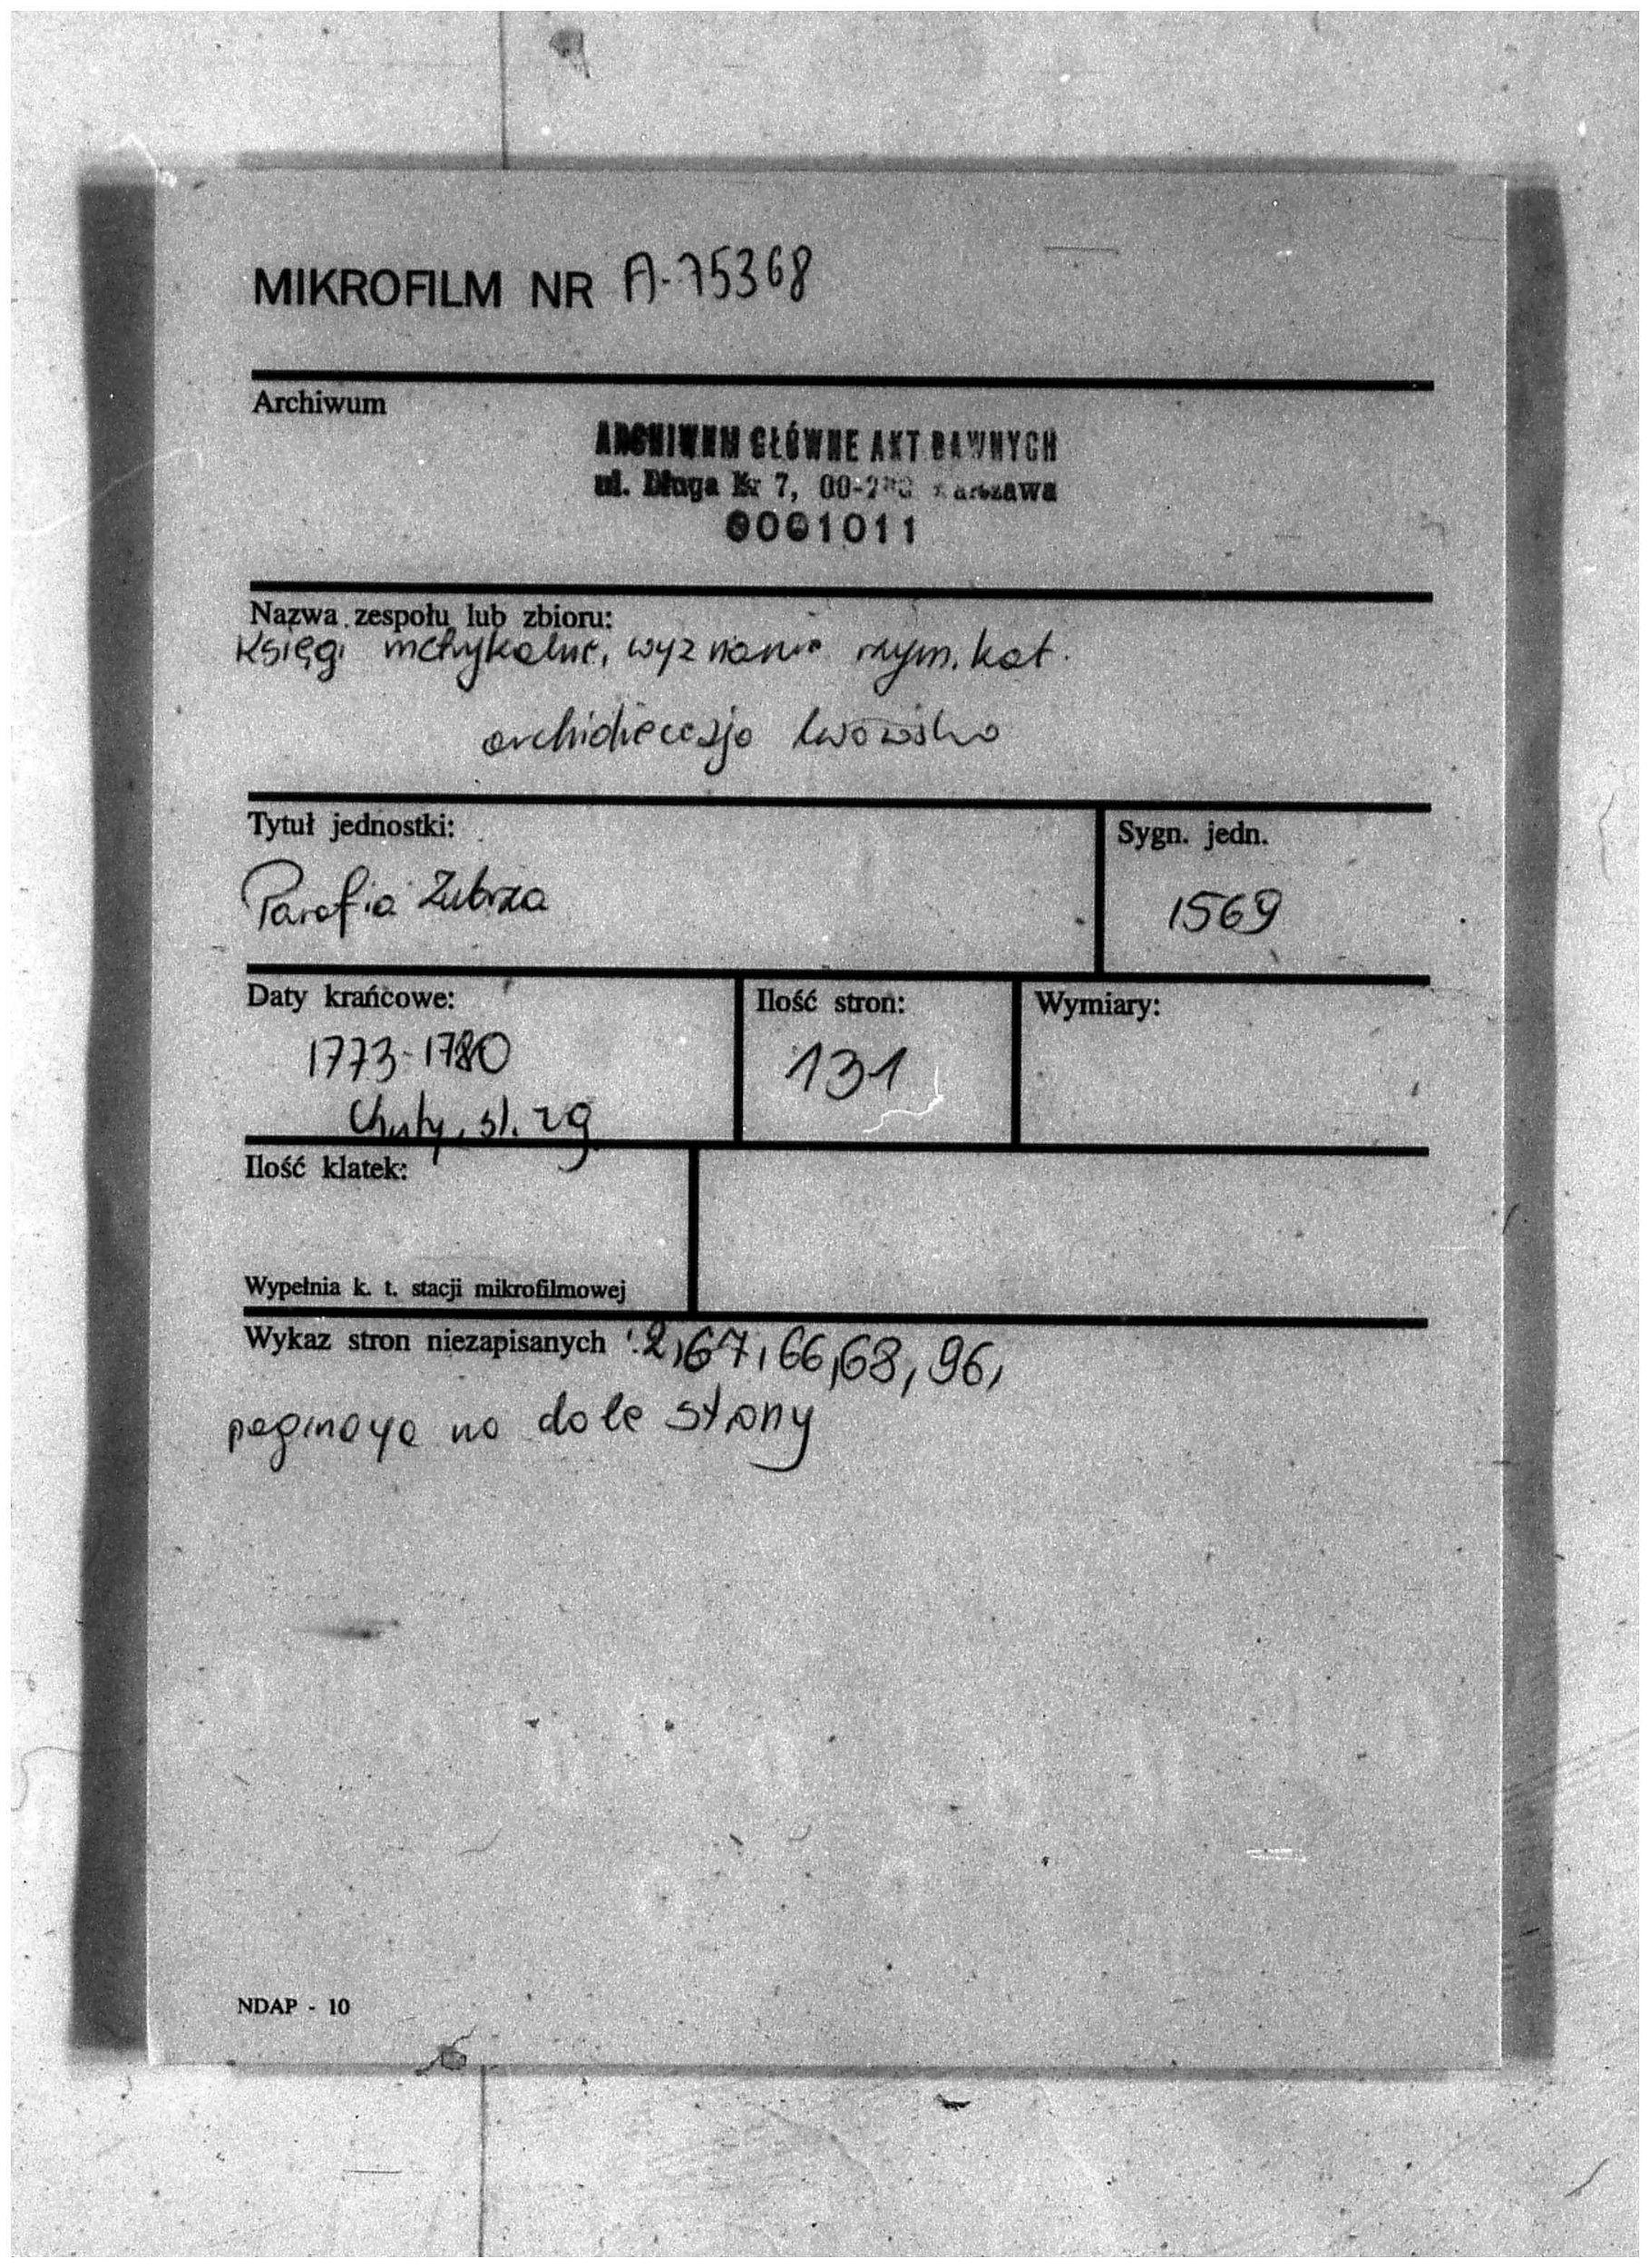 MIKROFILM NR A-75368
Archiwum
ARCHIWUM GŁÓWNE AKT DAWNYCH
ul. Długa Nr 7, 00- Warszawa
0001011
Nazwa zespołu lub zbioru:
Księgi metrykalne, wyznania rzym. kat.
archidiecezja lwowska
Tytuł jednostki:
Sygn. jedn.
Parafia Zubrza
1569
Daty krańcowe:
Ilość stron:
Wymiary:
1773-1780
131
Chrzty, śl. zg
Ilość klatek:
Wypełnia k. t. stacji mikrofilmowej
Wykaz stron niezapisanych : 2, 67, 66, 68, 96,
paginacja na dole strony
NDAP - 10